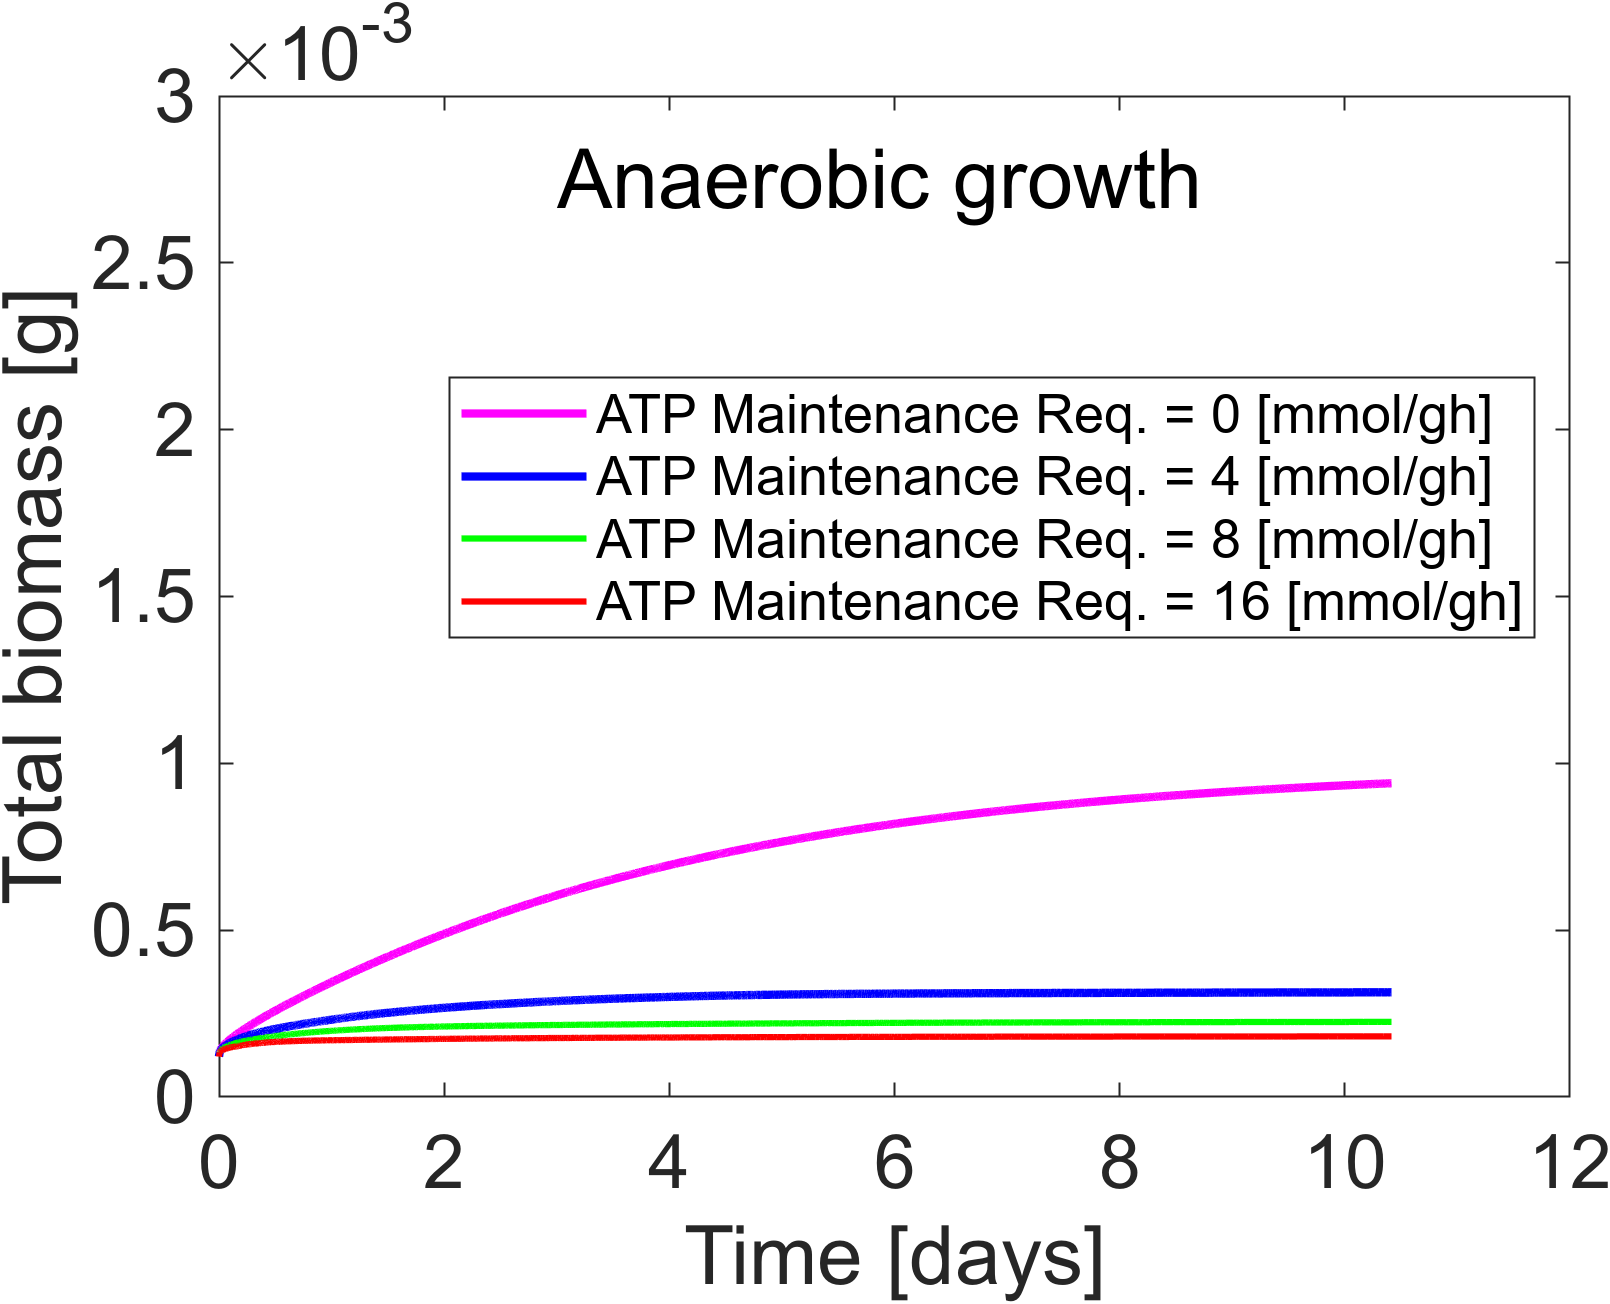 ×10-3
3
2.5
2
1.5
1
0.5
0
Total biomass [g]
Anaerobic growth
ATP Maintenance Req. = 0 [mmol/gh]
ATP Maintenance Req. = 4 [mmol/gh]
ATP Maintenance Req. = 8 [mmol/gh]
ATP Maintenance Req. = 16 [mmol/gh]
0 2 4 6 8 10 12
Time [days]